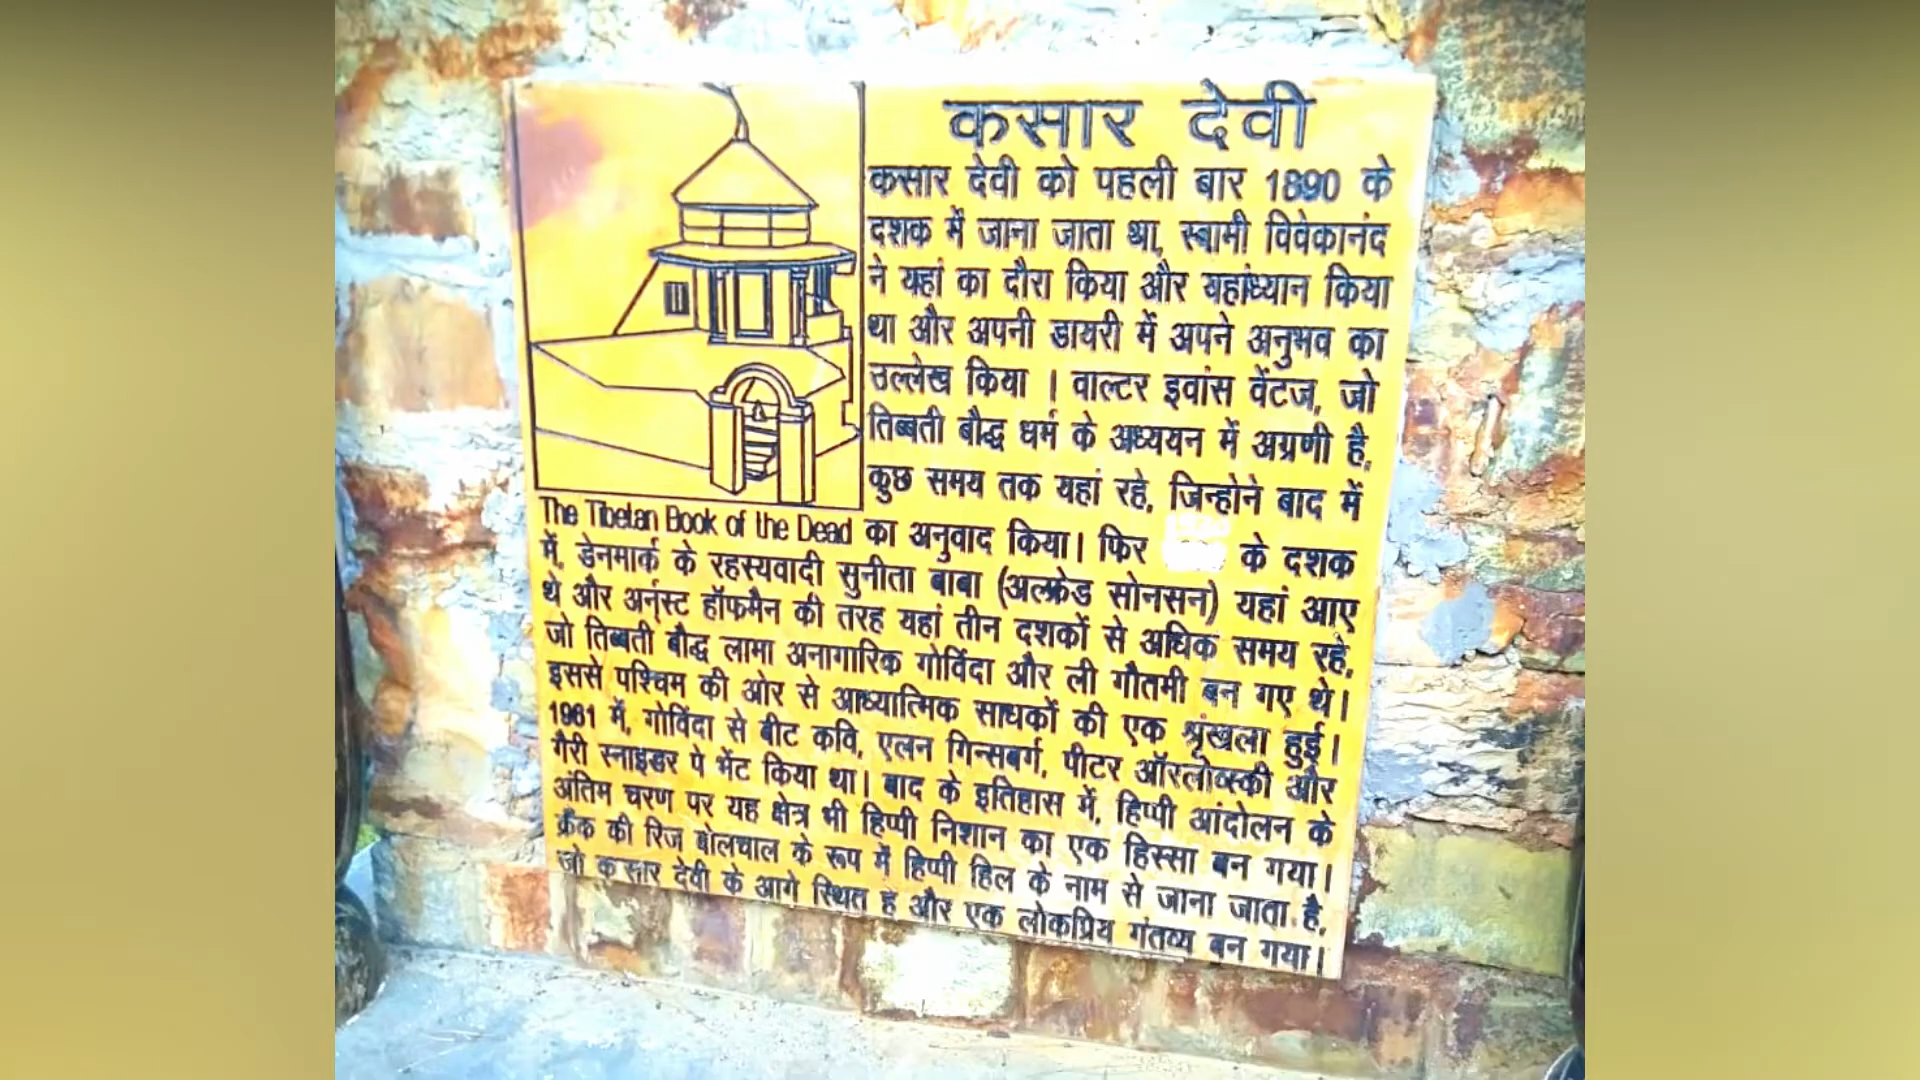 कसार देवी
कसार देवी को पहली बार 1890 के
दशक में जाना जाता था, स्वामी विवेकानंद
ने यहां का दौरा किया और यहांध्यान किया
था और अपनी डायरी में अपने अनुभव का
उल्लेख किया । वाल्टर इवांस वेंटज, जो
तिब्बती बौद्ध धर्म के अध्ययन में अग्रणी है,
कुछ समय तक यहां रहे, जिन्होने बाद में
The Tibetan Book of the Dead का अनुवाद किया। फिर के दशक
में, डेनमार्क के रहस्यवादी सुनीता बाबा (अल्फ्रेड सोनसन) यहां आए
थे और अर्नस्ट हॉफमैन की तरह यहां तीन दशकों से अधिक समय रहे,
जो तिब्बती बौद्ध लामा अनागारिक गोविंदा और ली गौतमी बन गए थे।
इससे पश्चिम की ओर से आध्यात्मिक साधकों की एक श्रृंखला हुई।
1961 में, गोविंदा से बीट कवि, एलन गिन्सबर्ग, पीटर ऑरलोव्स्की और
गैरी स्नाइडर पे भेंट किया था। बाद के इतिहास में, हिप्पी आंदोलन के
अंतिम चरण पर यह क्षेत्र भी हिप्पी निशान का एक हिस्सा बन गया।
क्रैंक की रिज बोलचाल के रूप में हिप्पी हिल के नाम से जाना जाता है,
जो कसार देवी के आगे स्थित है और एक लोकप्रिय गंतव्य बन गया।